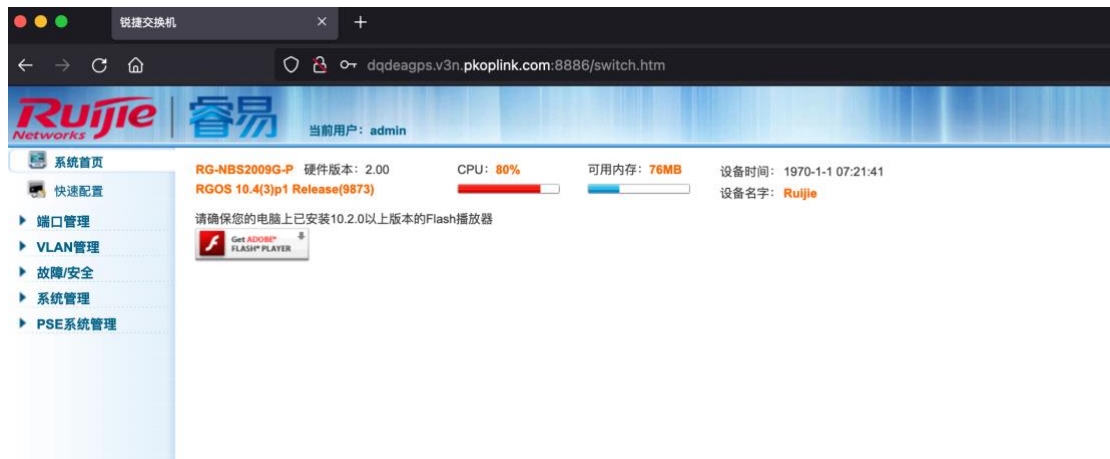 锐捷交换机
dqdeagps.v3n.pkoplink.com:8886/switch.htm
Ruijie Networks 睿易 当前用户：admin
系统首页
快速配置
端口管理
VLAN管理
故障/安全
系统管理
PSE系统管理
RG-NBS2009G-P 硬件版本：2.00 CPU：80% 可用内存：76MB 设备时间：1970-1-1 07:21:41
RGOS 10.4(3)p1 Release(9873) 设备名字：Ruijie
请确保您的电脑上已安装10.2.0以上版本的Flash播放器
Get ADOBE®
FLASH® PLAYER